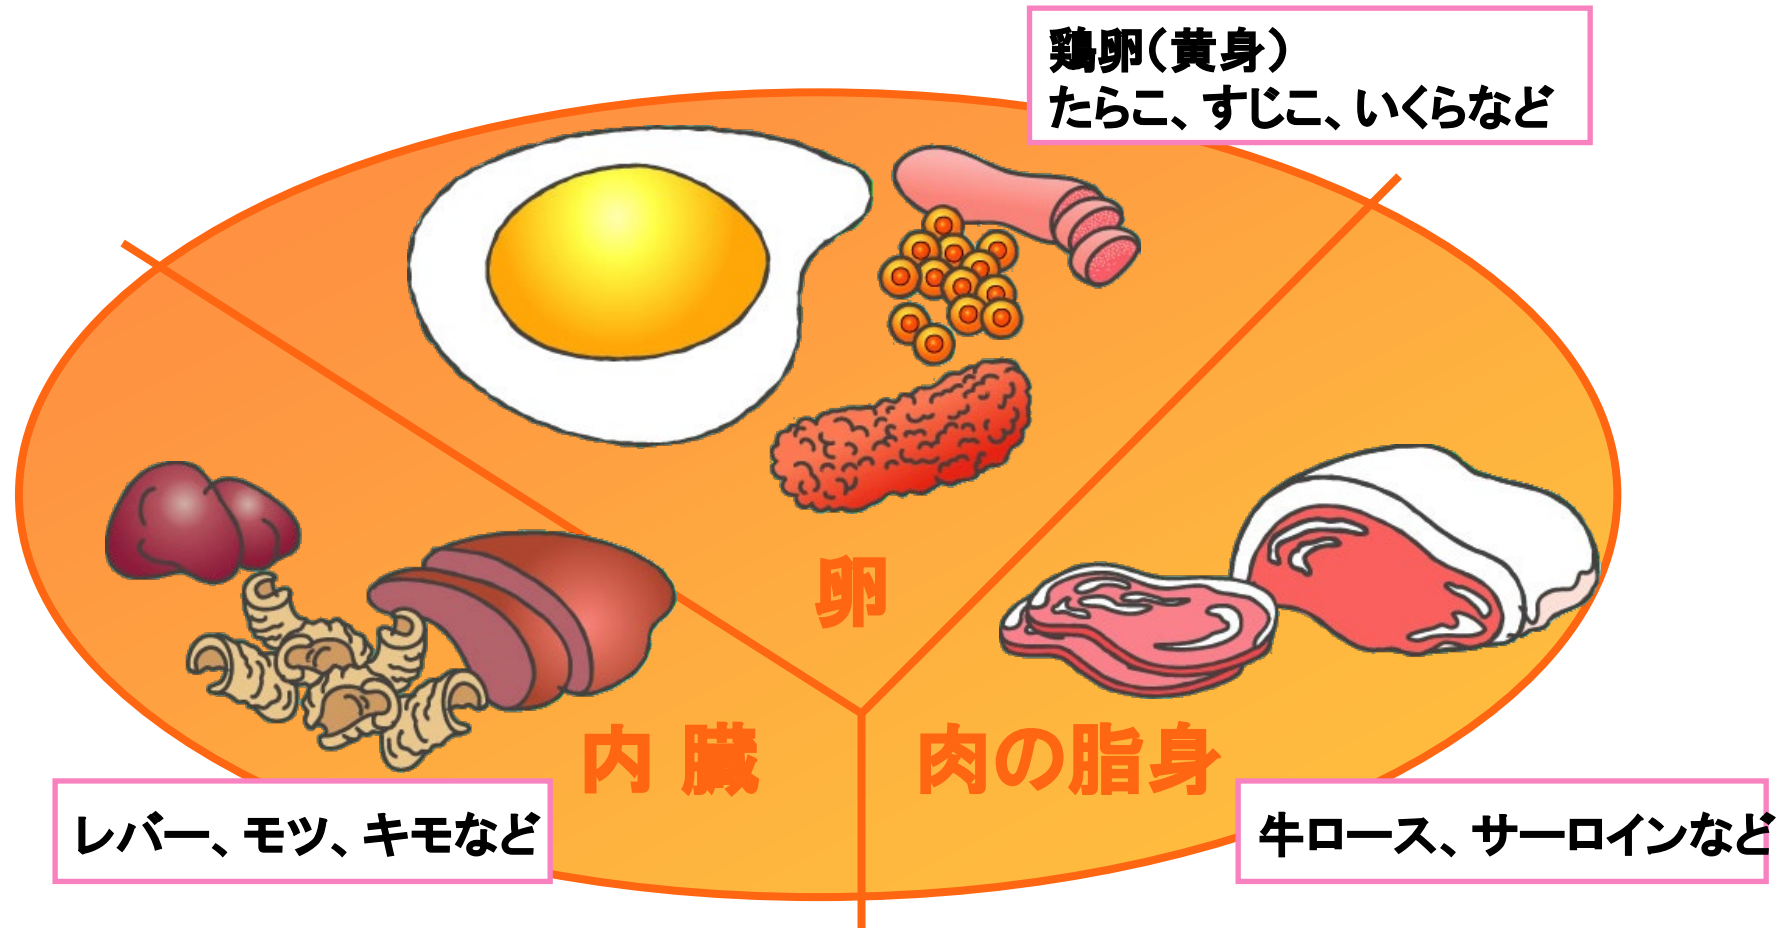 鶏卵（黄身）
たらこ、すじこ、いくらなど
卵
内 臓
肉の脂身
レバー、モツ、キモなど
牛ロース、サーロインなど